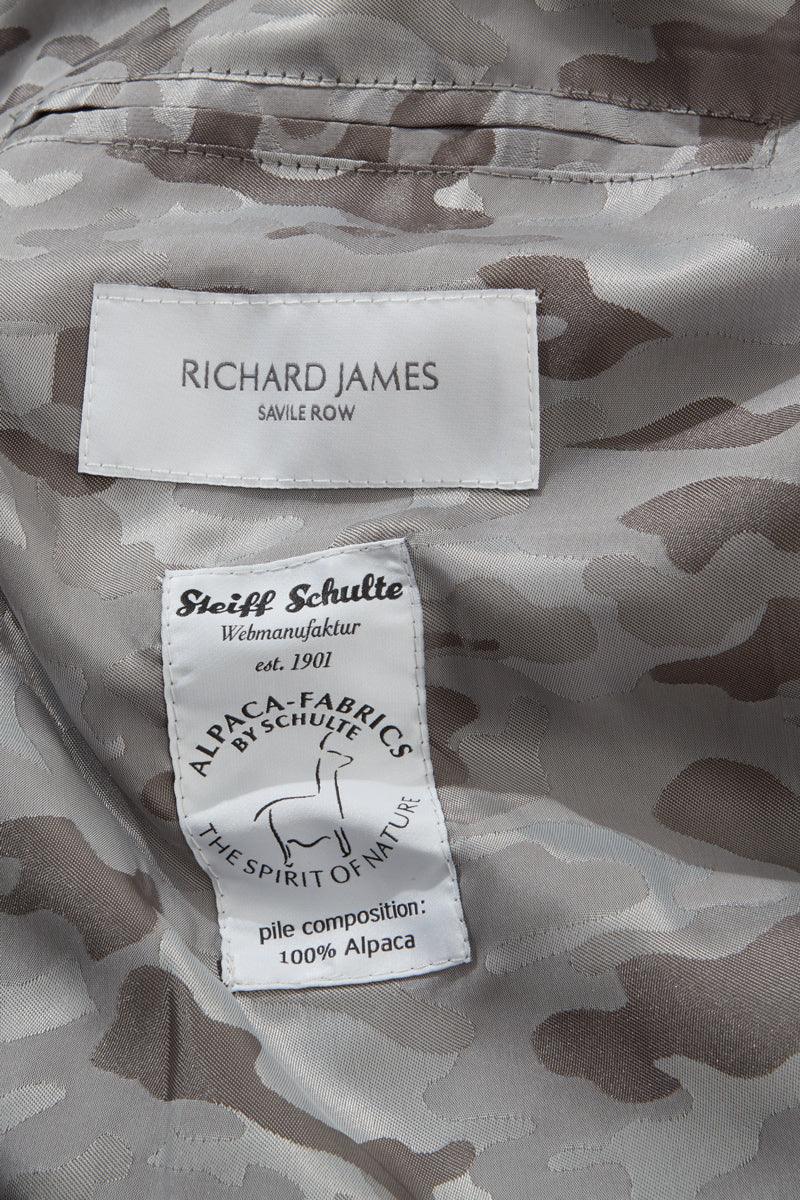 RICHARD JAMES
SAVILE ROW
Steiff Schulte
Webmanufaktur
est. 1901
ALPACA-FABRICS
BY SCHULTE
THE SPIRIT OF NATURE
pile composition:
100% Alpaca